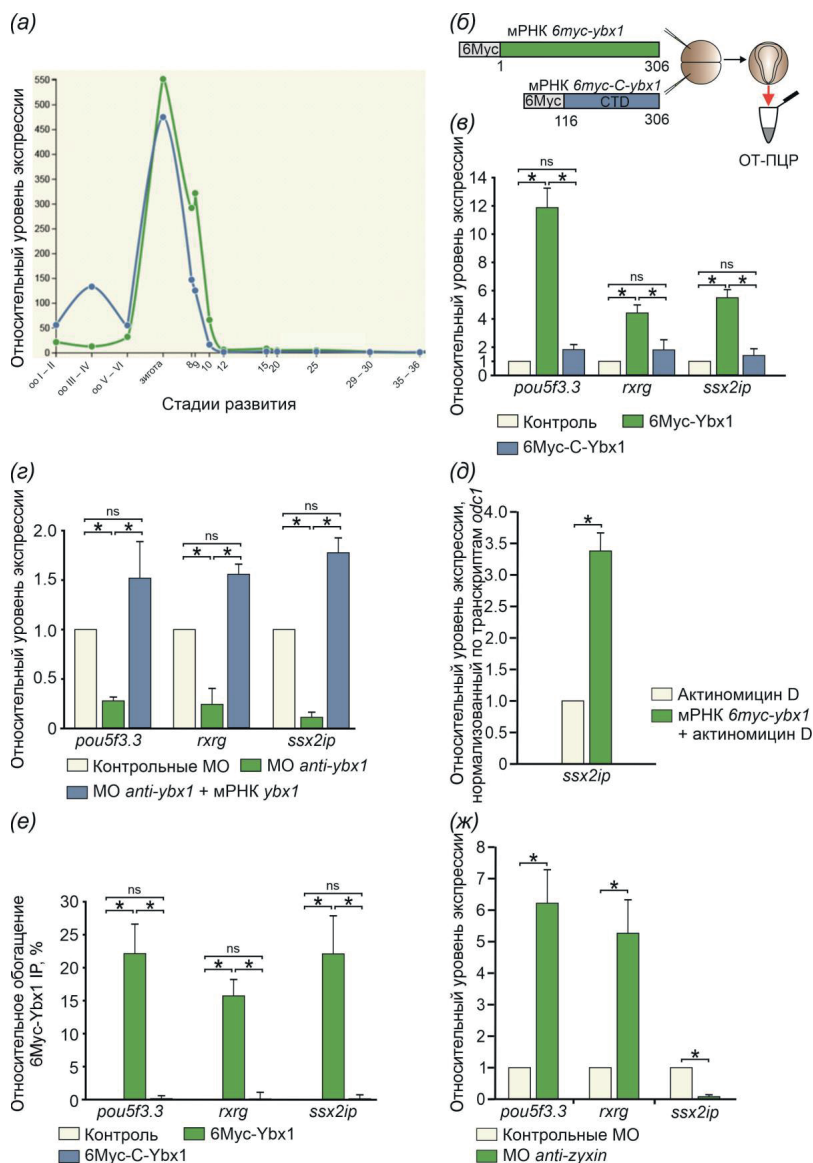 (а)
Относительный уровень экспрессии
550
500
450
400
350
300
250
200
150
100
50
0
оо I – II
оо III – IV
оо V – VI
зигота
8
9
10
12
15
20
25
29 – 30
35 – 36
Стадии развития
(б)
мРНК 6myc-ybx1
6Myc
1
306
мРНК 6myc-C-ybx1
6Myc
CTD
116
306
ОТ-ПЦР
(в)
Относительный уровень экспрессии
14
12
10
8
6
4
2
1
0
ns
* *
ns
* *
ns
* *
pou5f3.3
rxrg
ssx2ip
Контроль
6Myc-Ybx1
6Myc-C-Ybx1
(г)
Относительный уровень экспрессии
2.0
1.5
1.0
0.5
0
ns
* *
ns
* *
ns
* *
pou5f3.3
rxrg
ssx2ip
Контрольные МО
МО anti-ybx1
МО anti-ybx1 + мРНК ybx1
(д)
Относительный уровень экспрессии,
нормализованный по транскриптам odc1
4.0
3.5
3.0
2.5
2.0
1.5
1.0
0.5
0
*
ssx2ip
Актиномицин D
мРНК 6myc-ybx1
+ актиномицин D
(е)
Относительное обогащение
6Myc-Ybx1 IP, %
30
25
20
15
10
5
0
ns
* *
ns
* *
ns
* *
pou5f3.3
rxrg
ssx2ip
Контроль
6Myc-Ybx1
6Myc-C-Ybx1
(ж)
Относительный уровень экспрессии
8
7
6
5
4
3
2
1
0
*
*
*
pou5f3.3
rxrg
ssx2ip
Контрольные МО
МО anti-zyxin